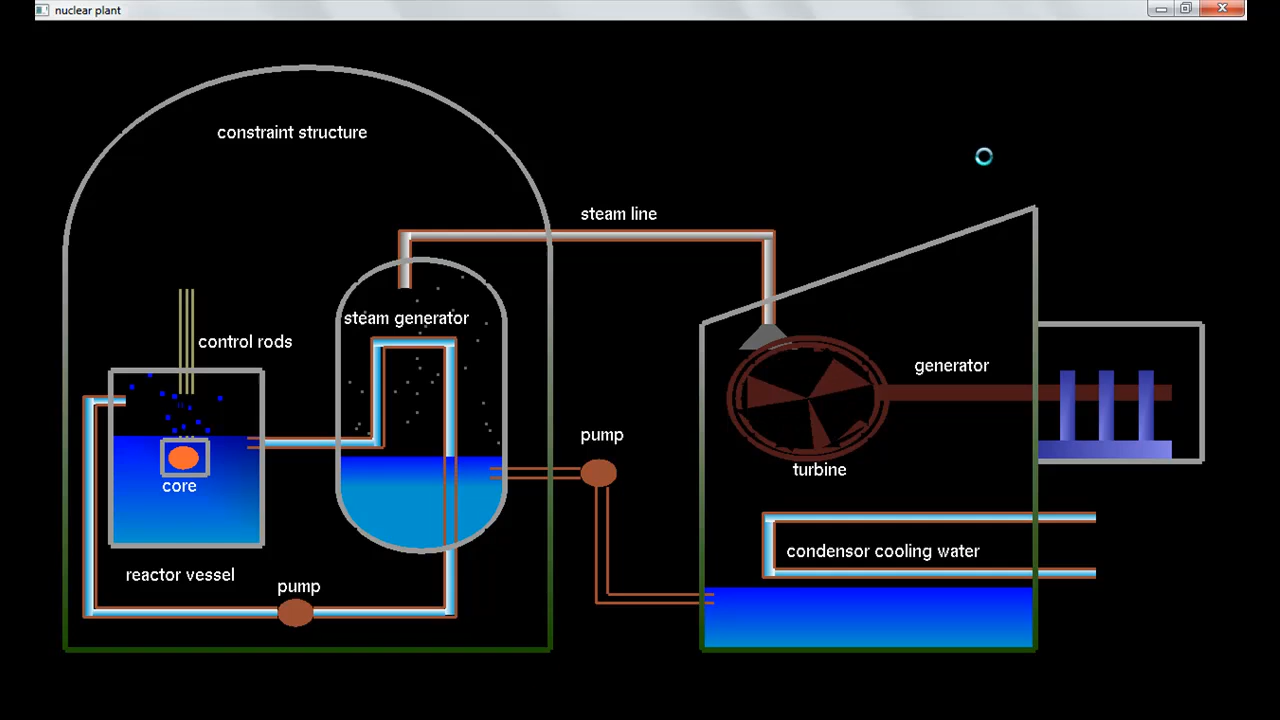 nuclear plant
constraint structure
steam line
steam generator
control rods
generator
pump
turbine
core
condensor cooling water
reactor vessel
pump